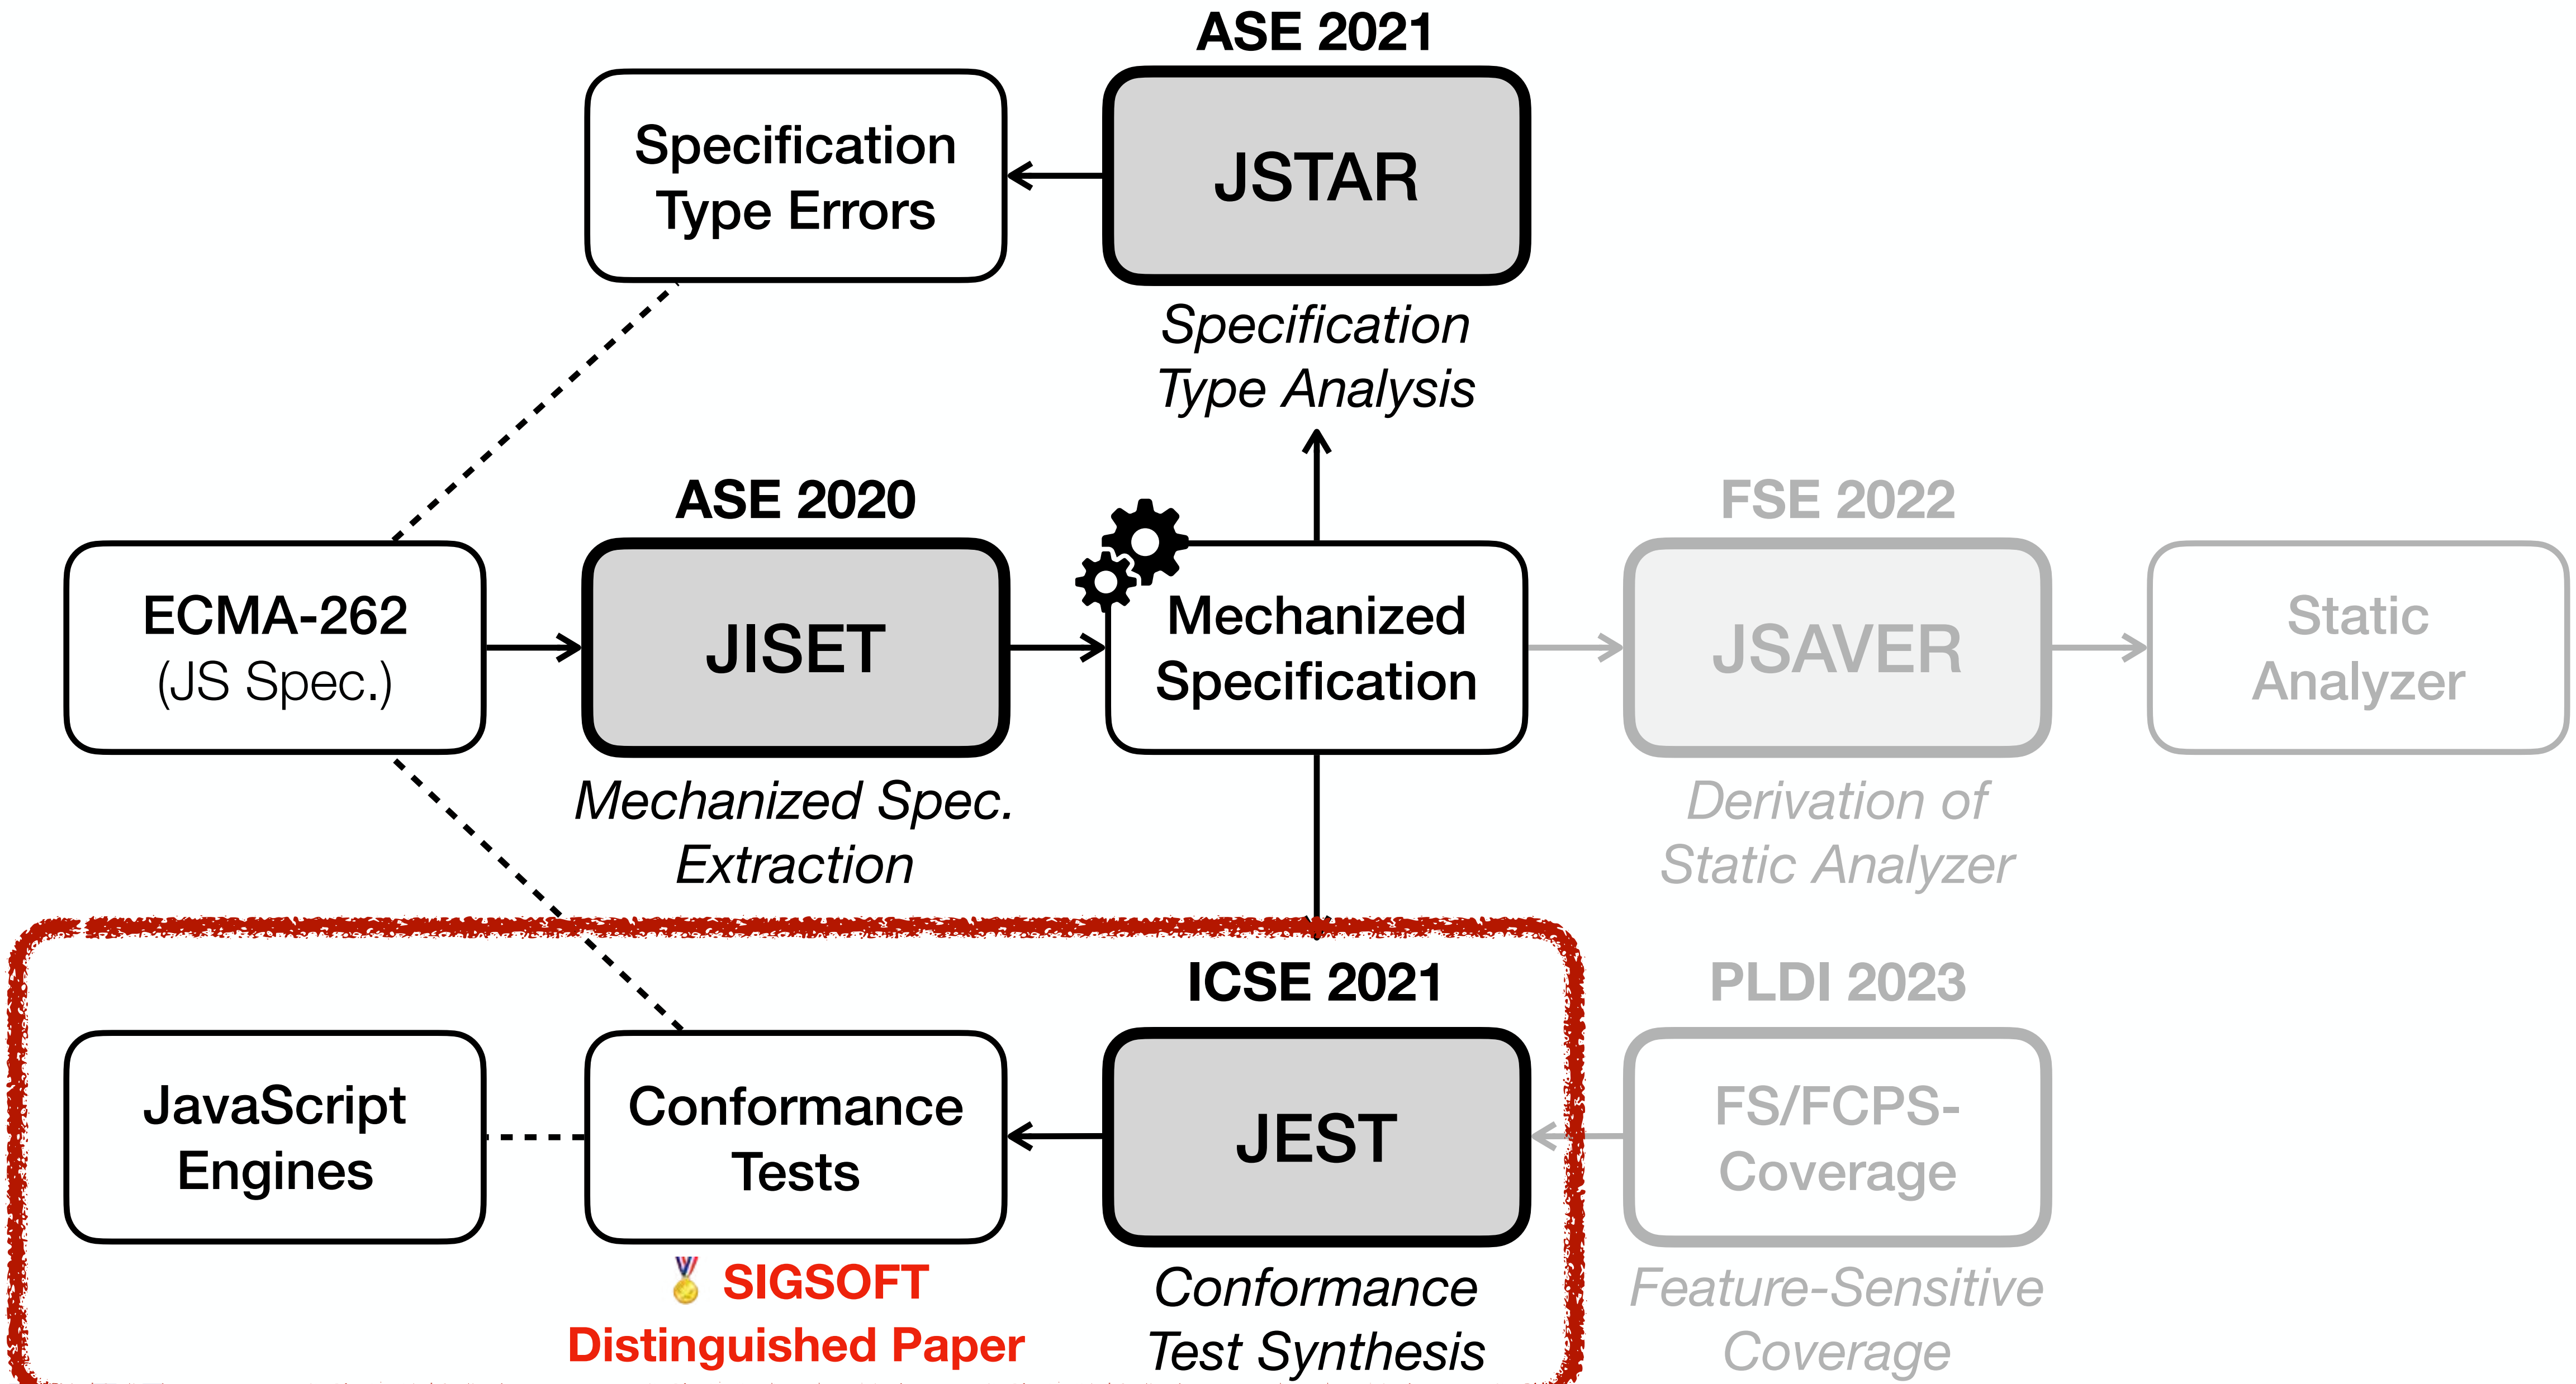 ASE 2021
Specification
Type Errors
JSTAR
Specification
Type Analysis
ASE 2020
FSE 2022
ECMA-262
(JS Spec.)
JISET
Mechanized
Specification
JSAVER
Static
Analyzer
Mechanized Spec.
Extraction
Derivation of
Static Analyzer
ICSE 2021
PLDI 2023
JavaScript
Engines
Conformance
Tests
JEST
FS/FCPS-
Coverage
🏅 SIGSOFT
Distinguished Paper
Conformance
Test Synthesis
Feature-Sensitive
Coverage